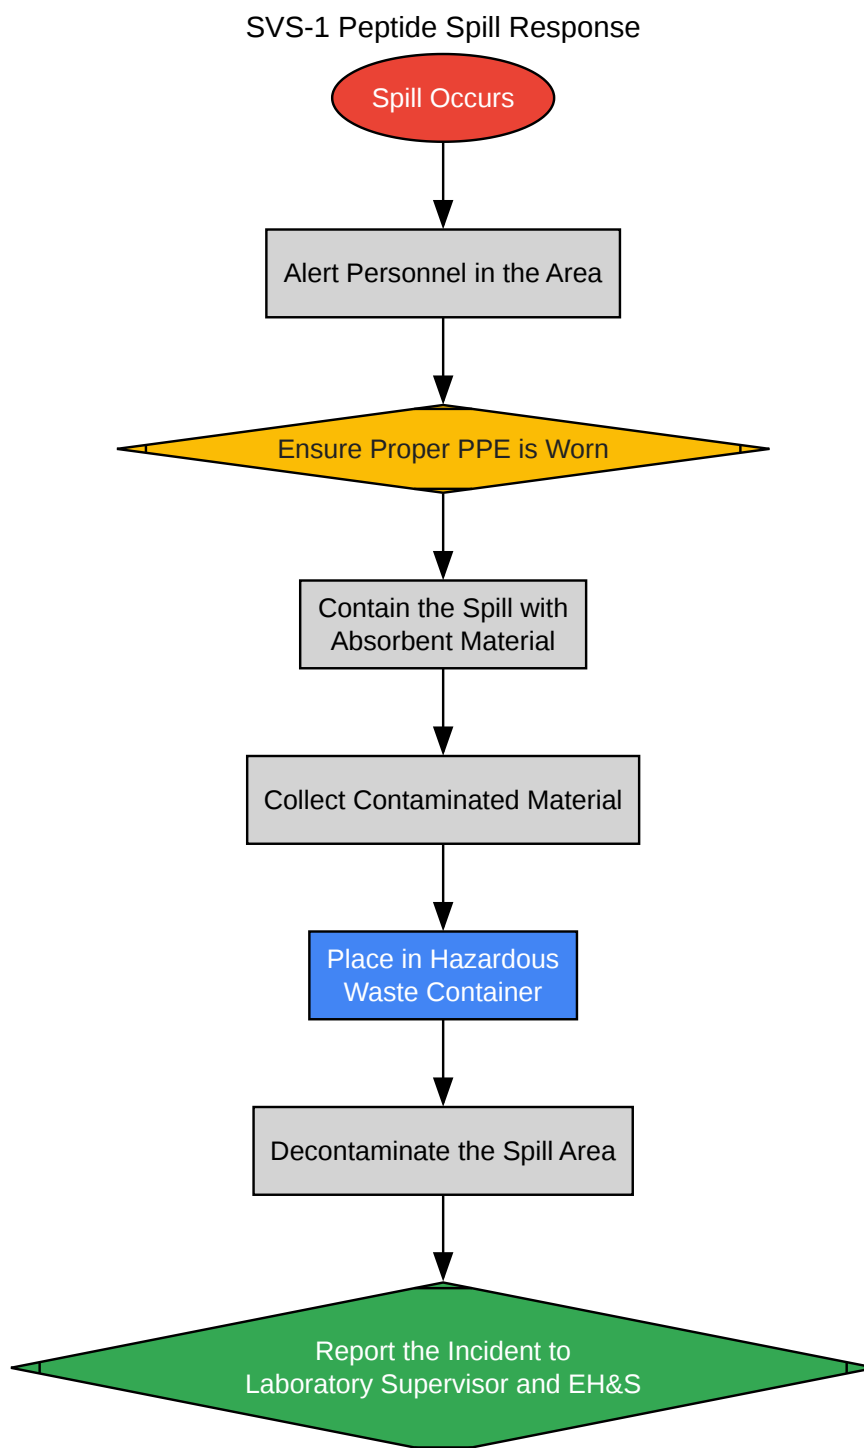 SVS-1 Peptide Spill Response
Spill Occurs
Alert Personnel in the Area
Ensure Proper PPE is Worn
Contain the Spill with
Absorbent Material
Collect Contaminated Material
Place in Hazardous
Waste Container
Decontaminate the Spill Area
Report the Incident to
Laboratory Supervisor and EH&S